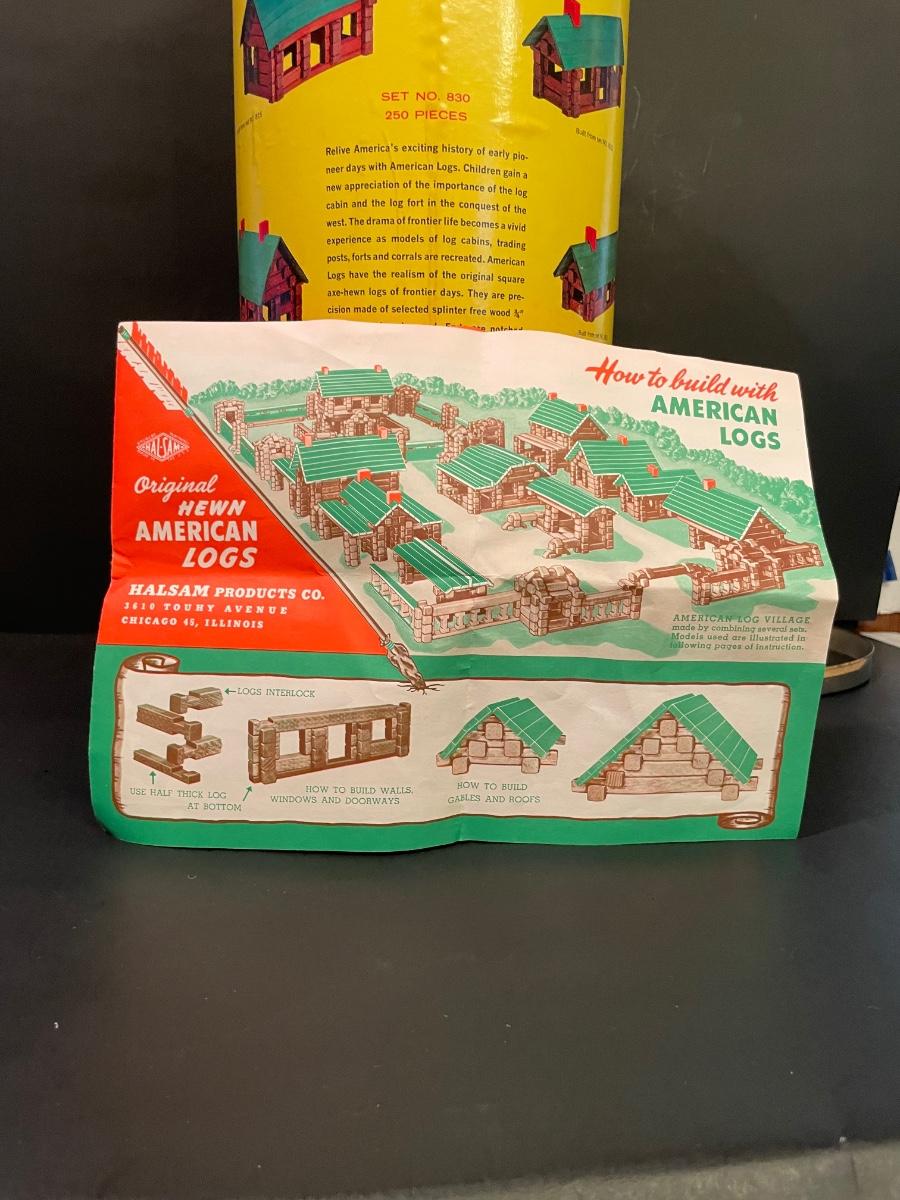 SET NO. 830
250 PIECES
Relive America's exciting history of early pio-
neer days with American Logs. Children gain a
new appreciation of the importance of the log
cabin and the log fort in the conquest of the
west. The drama of frontier life becomes a vivid
experience as models of log cabins, trading
posts, forts and corrals are recreated. American
Logs have the realism of the original square
axe-hewn logs of frontier days. They are pre-
cision made of selected splinter free wood ¾"
notched
Built from set No.
How to build with
AMERICAN
LOGS
HALSAM
Original
HEWN
AMERICAN
LOGS
HALSAM PRODUCTS CO.
3610 TOUHY AVENUE
CHICAGO 45, ILLINOIS
AMERICAN LOG VILLAGE
made by combining several sets.
Models used are illustrated in
following pages of instruction.
LOGS INTERLOCK
USE HALF THICK LOG
AT BOTTOM
HOW TO BUILD WALLS,
WINDOWS AND DOORWAYS
HOW TO BUILD
GABLES AND ROOFS